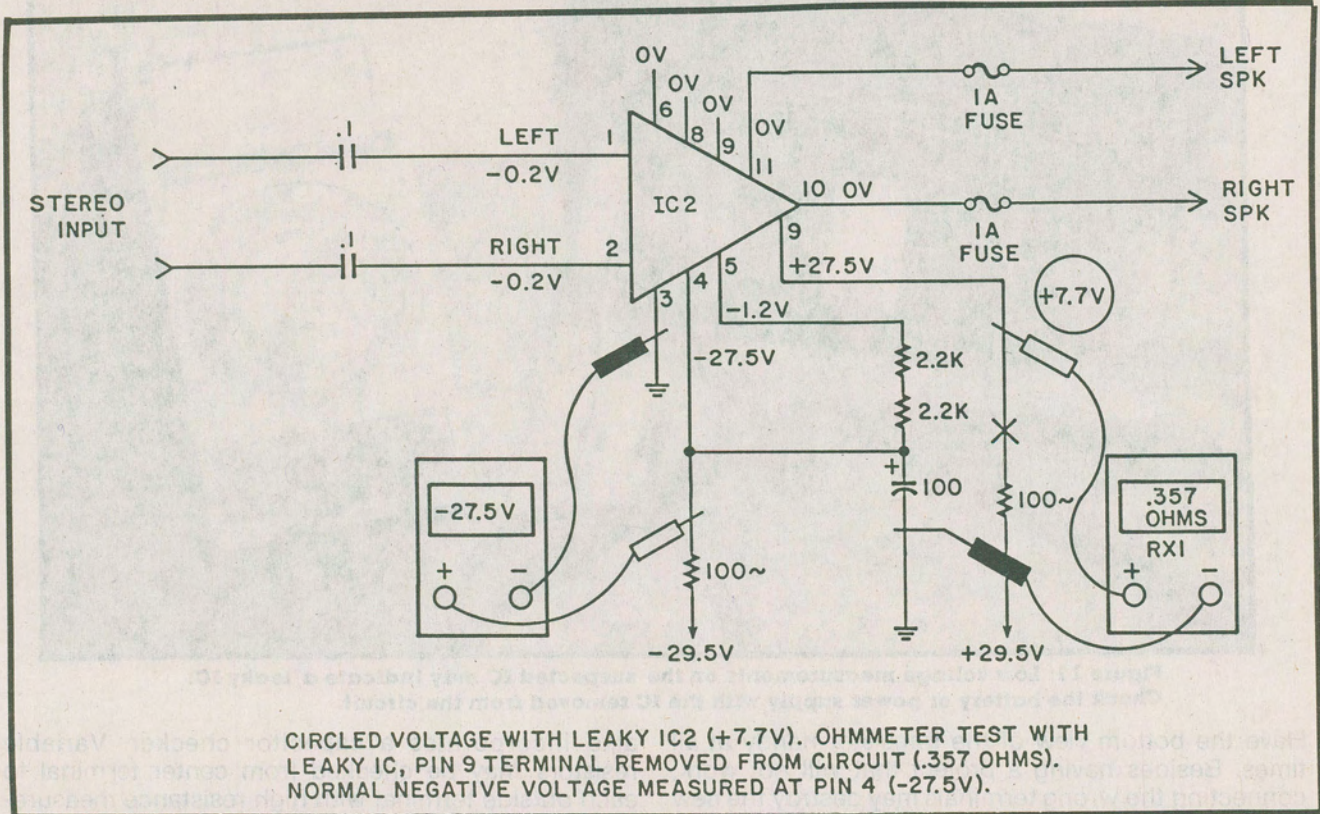 0V
0V
0V
0V
6
8
9
11
LEFT
SPK
1A
FUSE
.1
LEFT
-0.2V
1
10 0V
RIGHT
SPK
1A
FUSE
STEREO
INPUT
IC2
.1
RIGHT
-0.2V
2
9
+27.5V
+7.7V
3
4
5
-1.2V
-27.5V
2.2K
2.2K
+
100
100~
-27.5V
+ -
100~
.357
OHMS
RX1
+ -
-29.5V
+29.5V
CIRCLED VOLTAGE WITH LEAKY IC2 (+7.7V). OHMMETER TEST WITH
LEAKY IC, PIN 9 TERMINAL REMOVED FROM CIRCUIT (.357 OHMS).
NORMAL NEGATIVE VOLTAGE MEASURED AT PIN 4 (-27.5V).